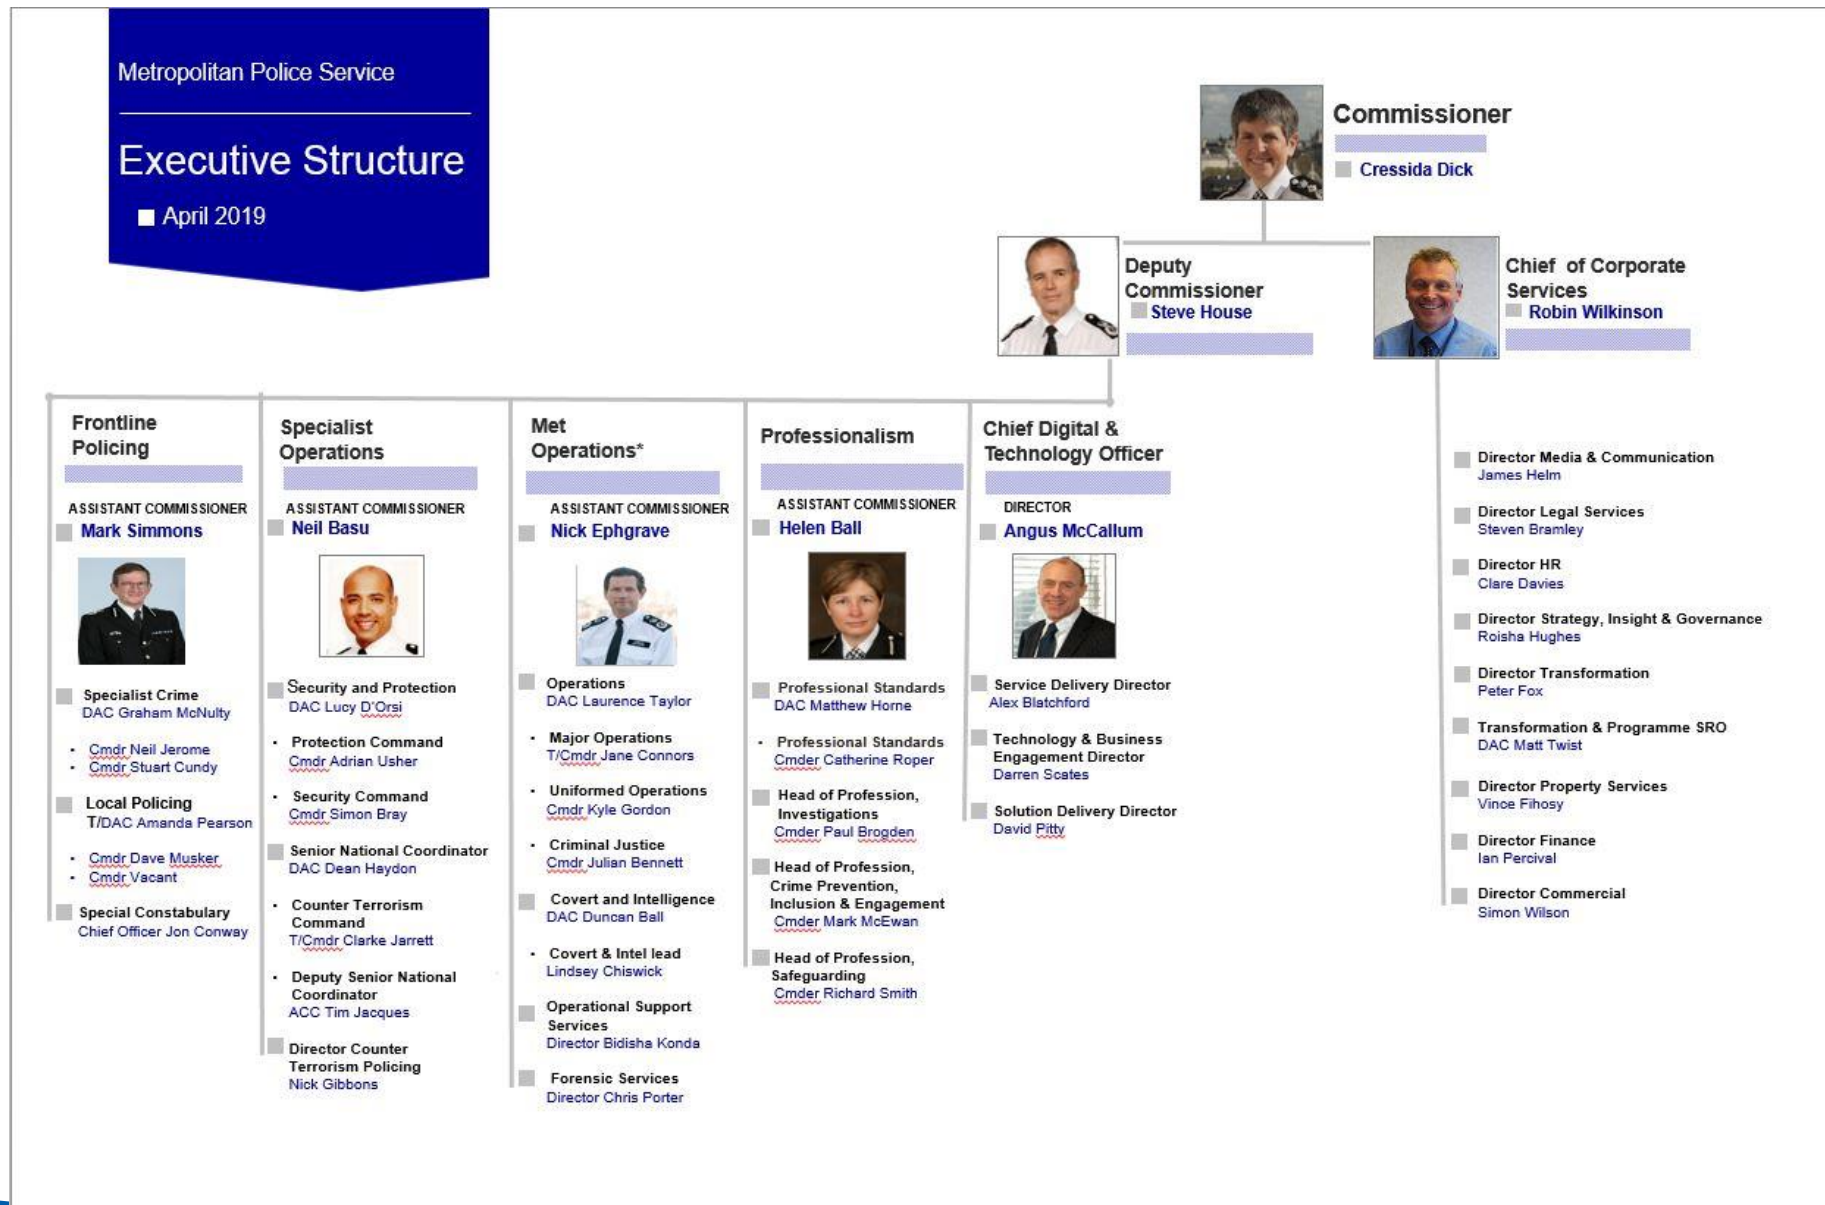 Metropolitan Police Service
Executive Structure
April 2019
Commissioner
Cressida Dick
Deputy
Commissioner
Steve House
Chief of Corporate
Services
Robin Wilkinson
Frontline
Policing
ASSISTANT COMMISSIONER
Mark Simmons
Specialist Crime
DAC Graham McNulty
• Cmdr Neil Jerome
• Cmdr Stuart Cundy
Local Policing
T/DAC Amanda Pearson
• Cmdr Dave Musker
• Cmdr Vacant
Special Constabulary
Chief Officer Jon Conway
Specialist
Operations
ASSISTANT COMMISSIONER
Neil Basu
Security and Protection
DAC Lucy D'Orsi
• Protection Command
Cmdr Adrian Usher
• Security Command
Cmdr Simon Bray
Senior National Coordinator
DAC Dean Haydon
• Counter Terrorism
Command
T/Cmdr Clarke Jarrett
• Deputy Senior National
Coordinator
ACC Tim Jacques
Director Counter
Terrorism Policing
Nick Gibbons
Met
Operations*
ASSISTANT COMMISSIONER
Nick Ephgrave
Operations
DAC Laurence Taylor
• Major Operations
T/Cmdr Jane Connors
• Uniformed Operations
Cmdr Kyle Gordon
• Criminal Justice
Cmdr Julian Bennett
Covert and Intelligence
DAC Duncan Ball
• Covert & Intel lead
Lindsey Chiswick
Operational Support
Services
Director Bidisha Konda
Forensic Services
Director Chris Porter
Professionalism
ASSISTANT COMMISSIONER
Helen Ball
Professional Standards
DAC Matthew Horne
• Professional Standards
Cmder Catherine Roper
Head of Profession,
Investigations
Cmder Paul Brogden
Head of Profession,
Crime Prevention,
Inclusion & Engagement
Cmder Mark McEwan
Head of Profession,
Safeguarding
Cmder Richard Smith
Chief Digital &
Technology Officer
DIRECTOR
Angus McCallum
Service Delivery Director
Alex Blatchford
Technology & Business
Engagement Director
Darren Scates
Solution Delivery Director
David Pitty
Director Media & Communication
James Helm
Director Legal Services
Steven Bramley
Director HR
Clare Davies
Director Strategy, Insight & Governance
Roisha Hughes
Director Transformation
Peter Fox
Transformation & Programme SRO
DAC Matt Twist
Director Property Services
Vince Fihosy
Director Finance
Ian Percival
Director Commercial
Simon Wilson